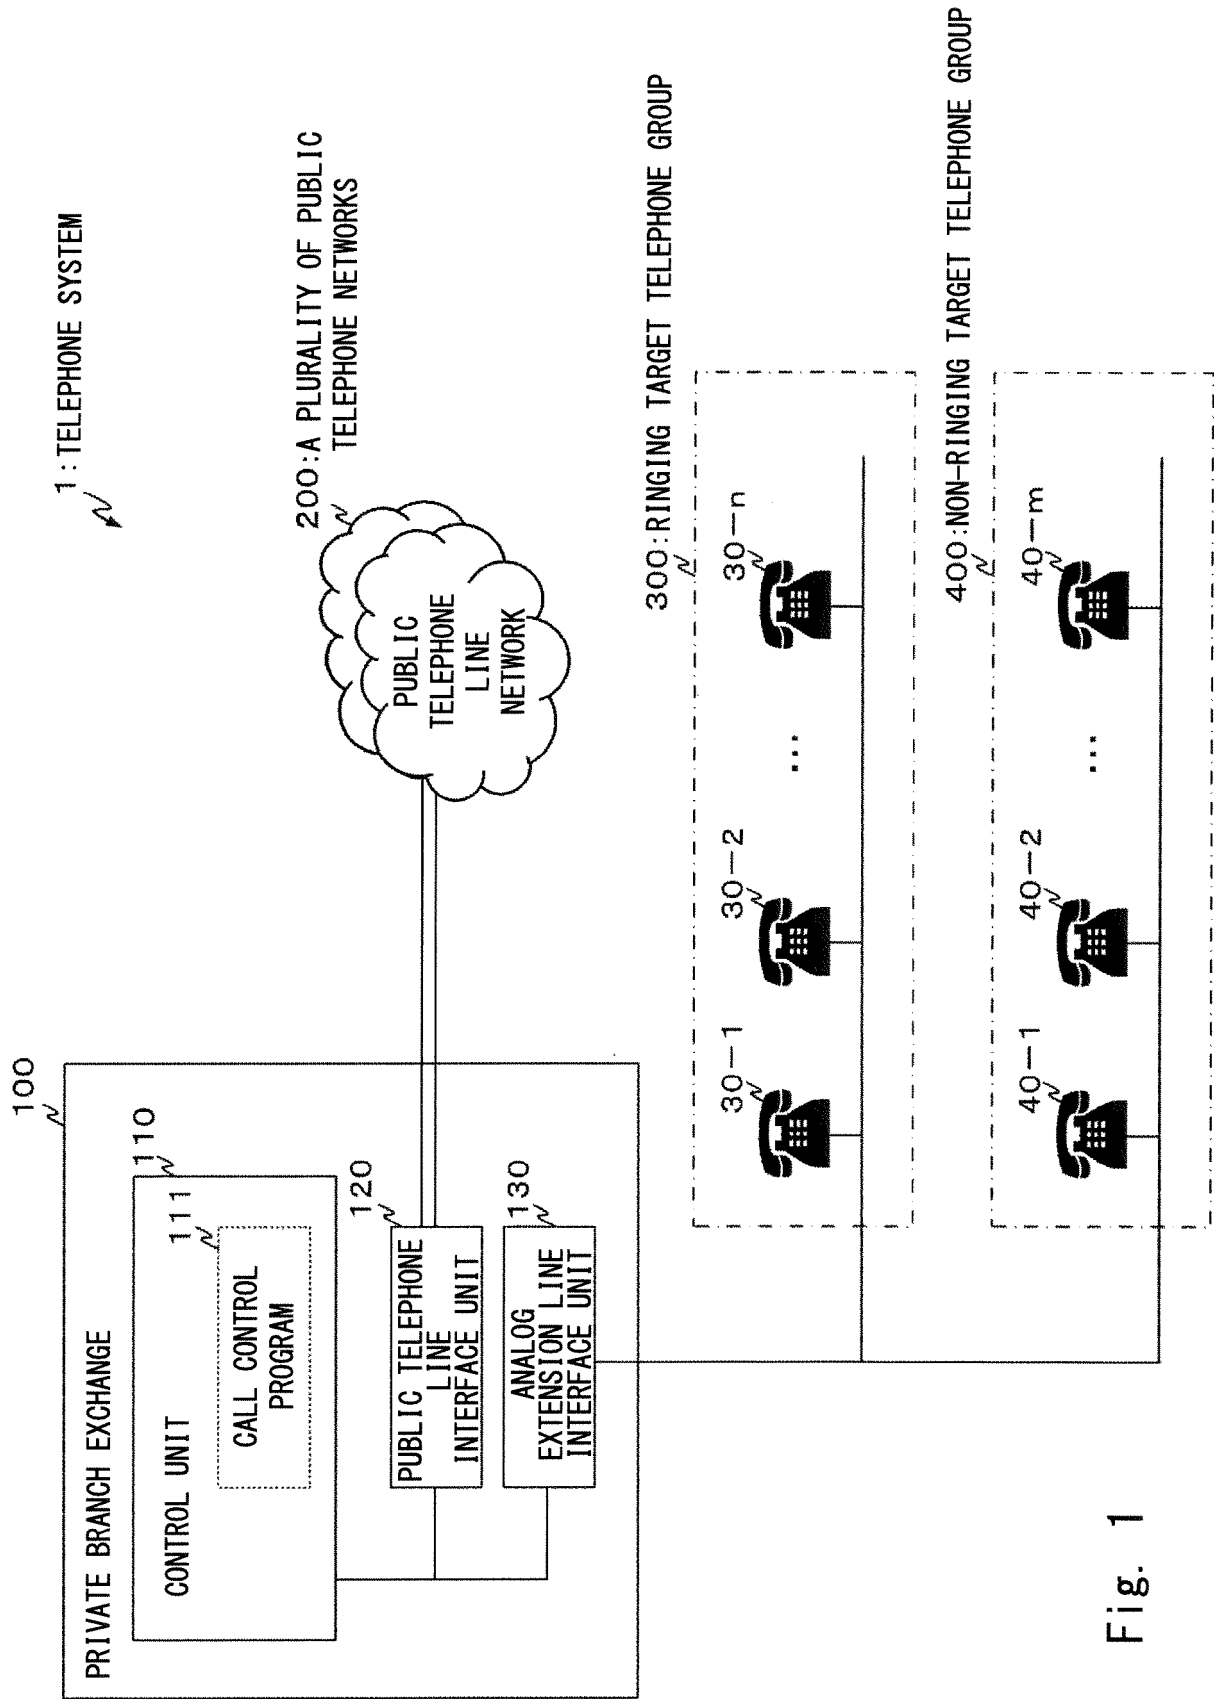 1:TELEPHONE SYSTEM
100
PRIVATE BRANCH EXCHANGE
110
CONTROL UNIT
111
CALL CONTROL
PROGRAM
200:A PLURALITY OF PUBLIC
TELEPHONE NETWORKS
PUBLIC
TELEPHONE
LINE
NETWORK
120
PUBLIC TELEPHONE
LINE
INTERFACE UNIT
130
ANALOG
EXTENSION LINE
INTERFACE UNIT
300:RINGING TARGET TELEPHONE GROUP
30-1
30-2
...
30-n
400:NON-RINGING TARGET TELEPHONE GROUP
40-1
40-2
...
40-m
Fig. 1